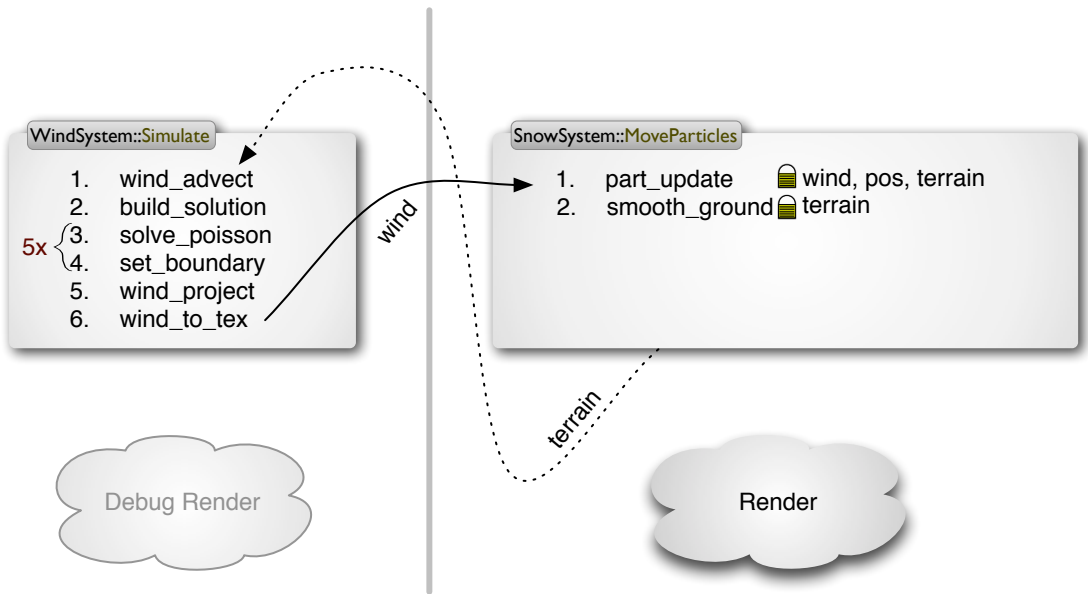 WindSystem::Simulate
1. wind_advect
2. build_solution
5x
3. solve_poisson
4. set_boundary
5. wind_project
6. wind_to_tex
wind
SnowSystem::MoveParticles
1. part_update wind, pos, terrain
2. smooth_ground terrain
terrain
Debug Render
Render